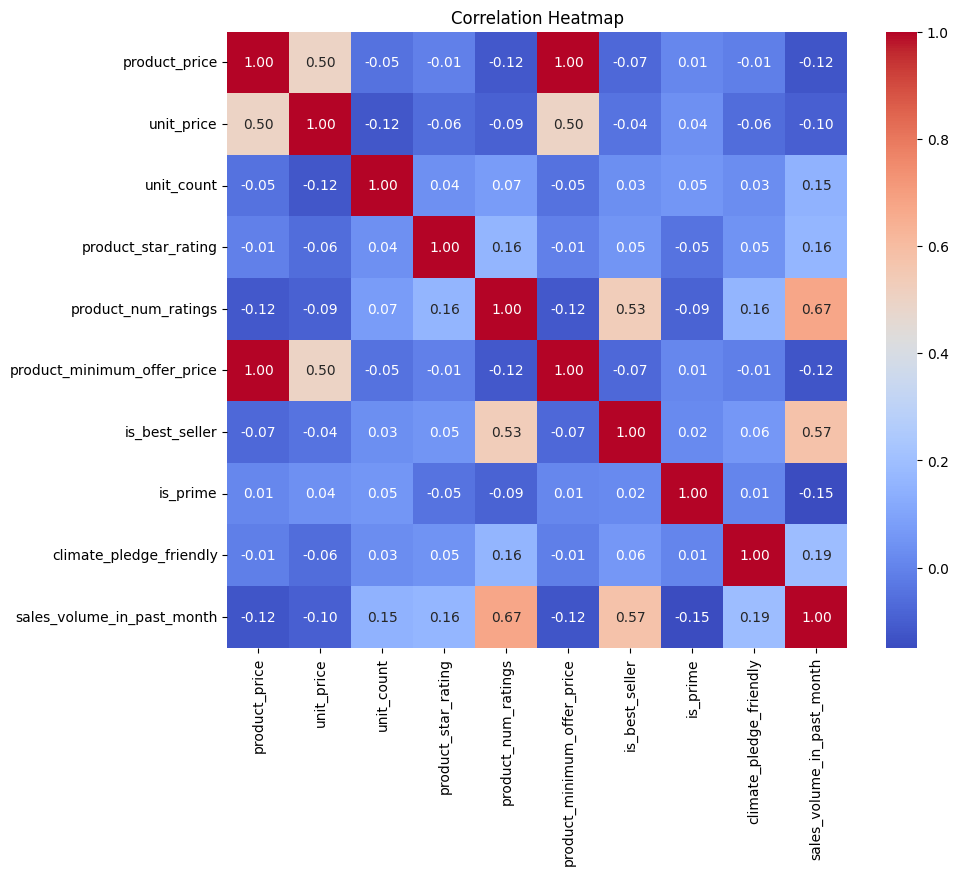 Correlation Heatmap
product_price 1.00 0.50 -0.05 -0.01 -0.12 1.00 -0.07 0.01 -0.01 -0.12
unit_price 0.50 1.00 -0.12 -0.06 -0.09 0.50 -0.04 0.04 -0.06 -0.10
unit_count -0.05 -0.12 1.00 0.04 0.07 -0.05 0.03 0.05 0.03 0.15
product_star_rating -0.01 -0.06 0.04 1.00 0.16 -0.01 0.05 -0.05 0.05 0.16
product_num_ratings -0.12 -0.09 0.07 0.16 1.00 -0.12 0.53 -0.09 0.16 0.67
product_minimum_offer_price 1.00 0.50 -0.05 -0.01 -0.12 1.00 -0.07 0.01 -0.01 -0.12
is_best_seller -0.07 -0.04 0.03 0.05 0.53 -0.07 1.00 0.02 0.06 0.57
is_prime 0.01 0.04 0.05 -0.05 -0.09 0.01 0.02 1.00 0.01 -0.15
climate_pledge_friendly -0.01 -0.06 0.03 0.05 0.16 -0.01 0.06 0.01 1.00 0.19
sales_volume_in_past_month -0.12 -0.10 0.15 0.16 0.67 -0.12 0.57 -0.15 0.19 1.00
product_price
unit_price
unit_count
product_star_rating
product_num_ratings
product_minimum_offer_price
is_best_seller
is_prime
climate_pledge_friendly
sales_volume_in_past_month
1.0
0.8
0.6
0.4
0.2
0.0